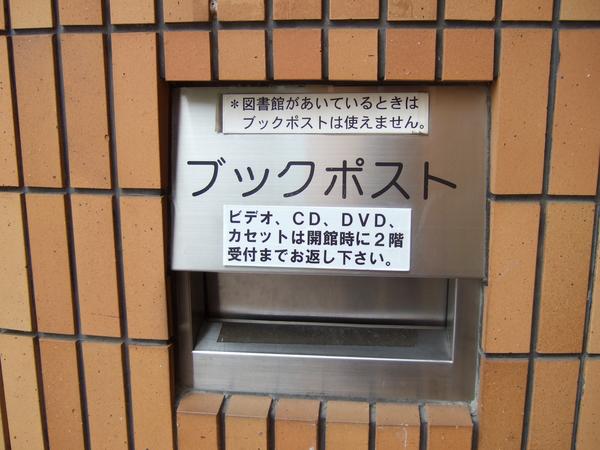 ＊図書館があいているときは
ブックポストは使えません。
ブックポスト
ビデオ、ＣＤ、ＤＶＤ、
カセットは開館時に２階
受付までお返し下さい。